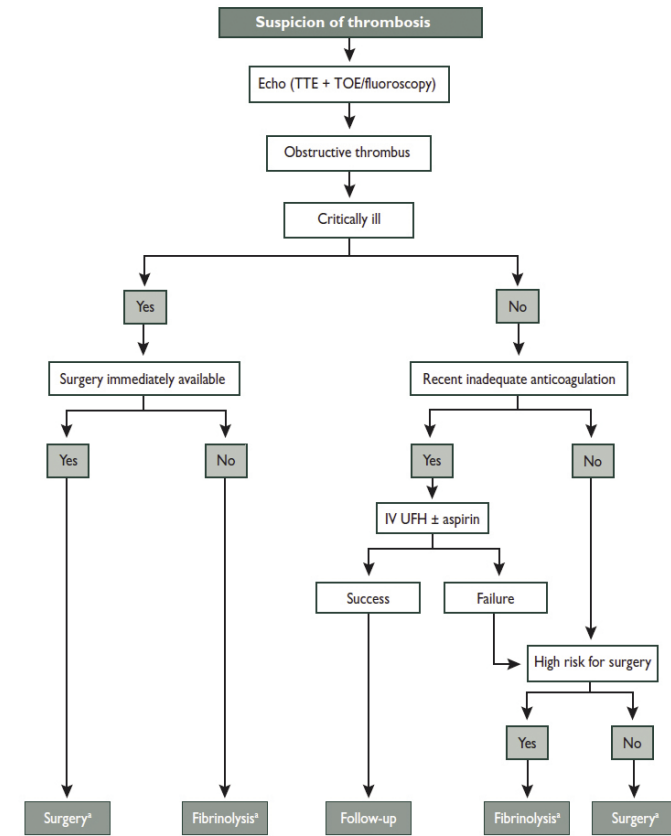 Suspicion of thrombosis
Echo (TTE + TOE/fluoroscopy)
Obstructive thrombus
Critically ill
Yes
No
Surgery immediately available
Recent inadequate anticoagulation
Yes
No
Yes
No
IV UFH ± aspirin
Success
Failure
High risk for surgery
Yes
No
Surgeryᵃ
Fibrinolysisᵃ
Follow-up
Fibrinolysisᵃ
Surgeryᵃ